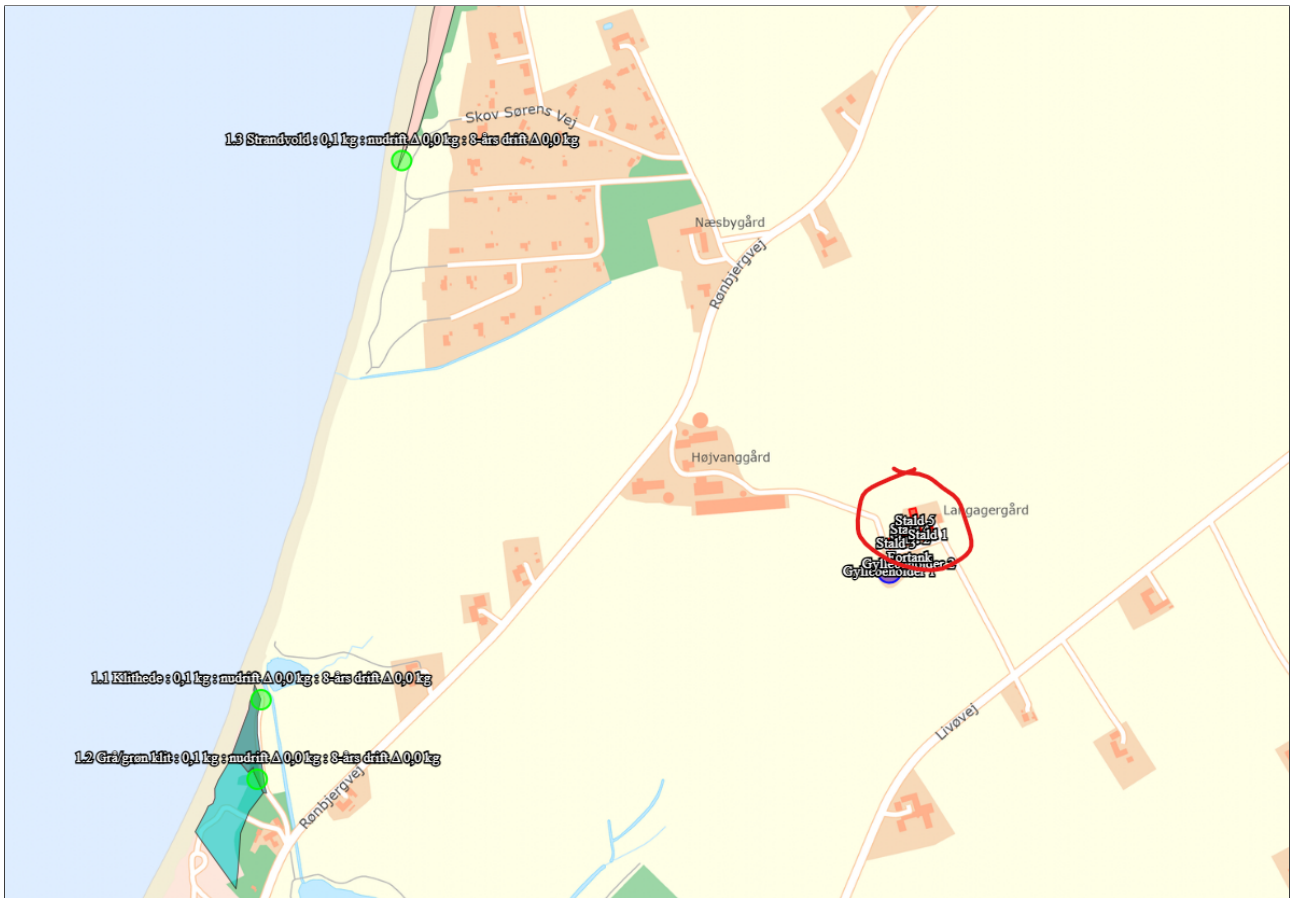 Skov Sørens Vej
1.3 Strandvold : 0,1 kg : nudrift Δ 0,0 kg : 8-års drift Δ 0,0 kg
Næsbygård
Rønbjergvej
Højvanggård
Langagergård
Stald 5
Stald 1
Stald 3
Fortank
Gyllebeholder 2
Gyllebeholder 1
1.1 Klithede : 0,1 kg : nudrift Δ 0,0 kg : 8-års drift Δ 0,0 kg
Livøvej
1.2 Grå/grøn klit : 0,1 kg : nudrift Δ 0,0 kg : 8-års drift Δ 0,0 kg
Rønbjergvej